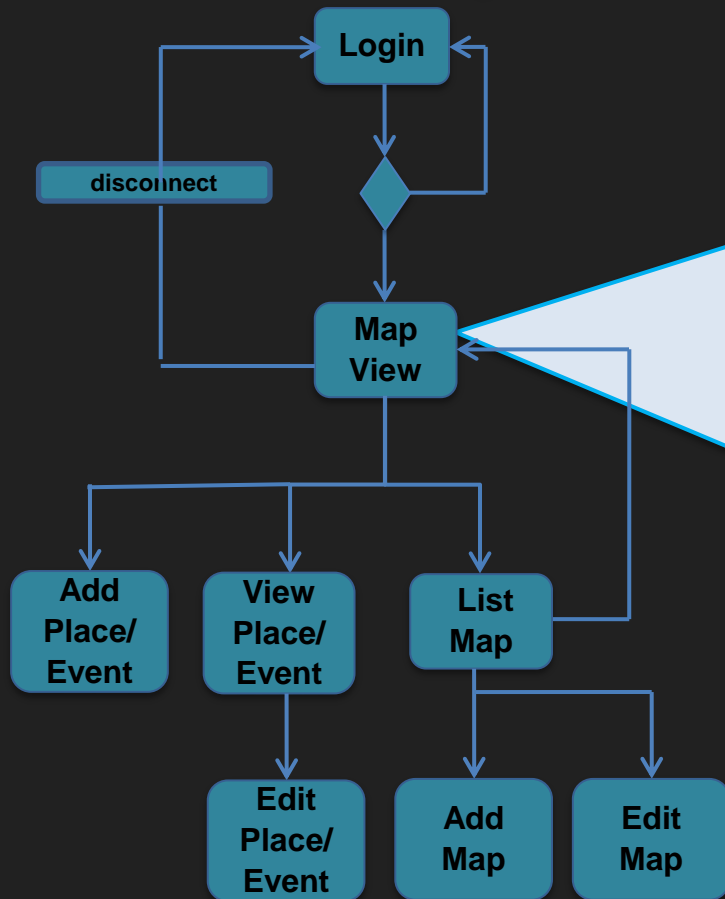 Login
disconnect
Map
View
Add
Place/
Event
View
Place/
Event
List
Map
Edit
Place/
Event
Add
Map
Edit
Map